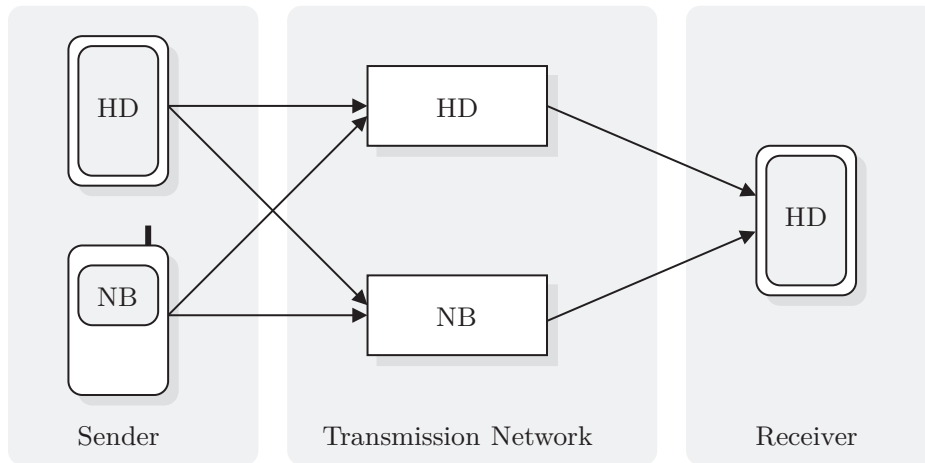 HD
HD
HD
NB
NB
Sender
Transmission Network
Receiver